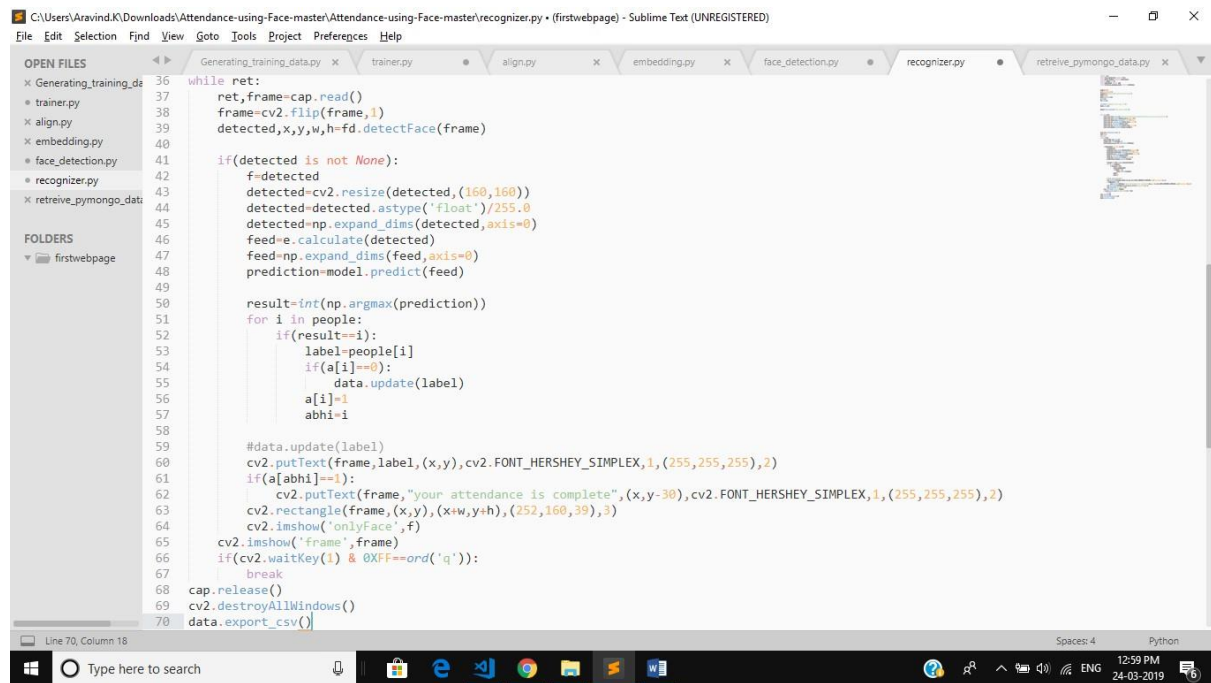 C:\Users\Aravind.K\Downloads\Attendance-using-Face-master\Attendance-using-Face-master\recognizer.py • (firstwebpage) - Sublime Text (UNREGISTERED)
File Edit Selection Find View Goto Tools Project Preferences Help
OPEN FILES
Generating_training_da
trainer.py
align.py
embedding.py
face_detection.py
recognizer.py
retreive_pymongo_data
FOLDERS
firstwebpage
Generating_training_data.py trainer.py align.py embedding.py face_detection.py recognizer.py retreive_pymongo_data.py
36 while ret:
37     ret,frame=cap.read()
38     frame=cv2.flip(frame,1)
39     detected,x,y,w,h=fd.detectFace(frame)
40
41     if(detected is not None):
42         f=detected
43         detected=cv2.resize(detected,(160,160))
44         detected=detected.astype('float')/255.0
45         detected=np.expand_dims(detected,axis=0)
46         feed=e.calculate(detected)
47         feed=np.expand_dims(feed,axis=0)
48         prediction=model.predict(feed)
49
50         result=int(np.argmax(prediction))
51         for i in people:
52             if(result==i):
53                 label=people[i]
54                 if(a[i]==0):
55                     data.update(label)
56                 a[i]=1
57                 abhi=i
58
59         #data.update(label)
60         cv2.putText(frame,label,(x,y),cv2.FONT_HERSHEY_SIMPLEX,1,(255,255,255),2)
61         if(a[abhi]==1):
62             cv2.putText(frame,"your attendance is complete",(x,y-30),cv2.FONT_HERSHEY_SIMPLEX,1,(255,255,255),2)
63         cv2.rectangle(frame,(x,y),(x+w,y+h),(252,160,39),3)
64         cv2.imshow('onlyFace',f)
65     cv2.imshow('frame',frame)
66     if(cv2.waitKey(1) & 0XFF==ord('q')):
67         break
68 cap.release()
69 cv2.destroyAllWindows()
70 data.export_csv()
Line 70, Column 18 Spaces: 4 Python
Type here to search ENG 12:59 PM
24-03-2019 6